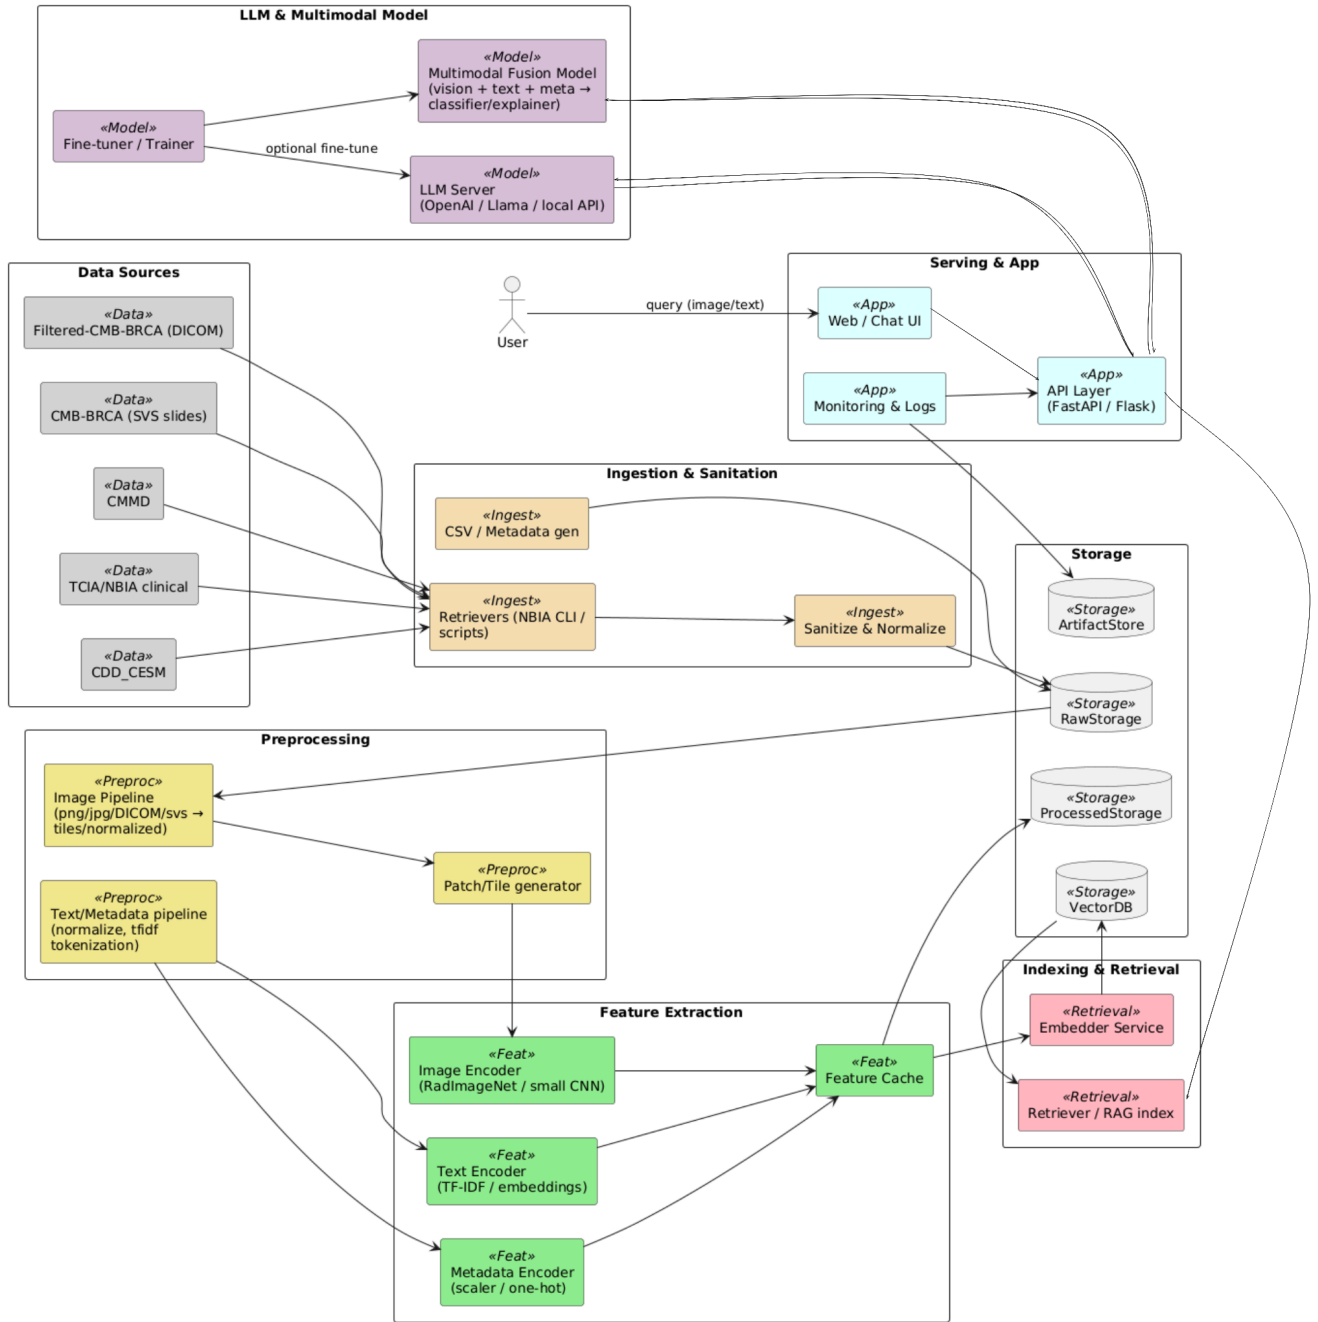 LLM & Multimodal Model
«Model»
Multimodal Fusion Model
(vision + text + meta →
classifier/explainer)
«Model»
Fine-tuner / Trainer
optional fine-tune
«Model»
LLM Server
(OpenAI / Llama / local API)
Data Sources
«Data»
Filtered-CMB-BRCA (DICOM)
«Data»
CMB-BRCA (SVS slides)
«Data»
CMMD
«Data»
TCIA/NBIA clinical
«Data»
CDD_CESM
User
query (image/text)
Serving & App
«App»
Web / Chat UI
«App»
Monitoring & Logs
«App»
API Layer
(FastAPI / Flask)
Ingestion & Sanitation
«Ingest»
CSV / Metadata gen
«Ingest»
Retrievers (NBIA CLI /
scripts)
«Ingest»
Sanitize & Normalize
Storage
«Storage»
ArtifactStore
«Storage»
RawStorage
«Storage»
ProcessedStorage
«Storage»
VectorDB
Preprocessing
«Preproc»
Image Pipeline
(png/jpg/DICOM/svs →
tiles/normalized)
«Preproc»
Patch/Tile generator
«Preproc»
Text/Metadata pipeline
(normalize, tfidf
tokenization)
Indexing & Retrieval
«Retrieval»
Embedder Service
«Retrieval»
Retriever / RAG index
Feature Extraction
«Feat»
Image Encoder
(RadImageNet / small CNN)
«Feat»
Feature Cache
«Feat»
Text Encoder
(TF-IDF / embeddings)
«Feat»
Metadata Encoder
(scaler / one-hot)